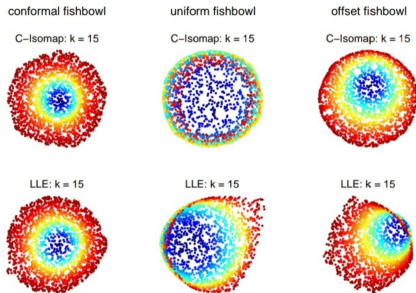 conformal fishbowl uniform fishbowl offset fishbowl
C-Isomap: k = 15 C-Isomap: k = 15 C-Isomap: k = 15
LLE: k = 15 LLE: k = 15 LLE: k = 15